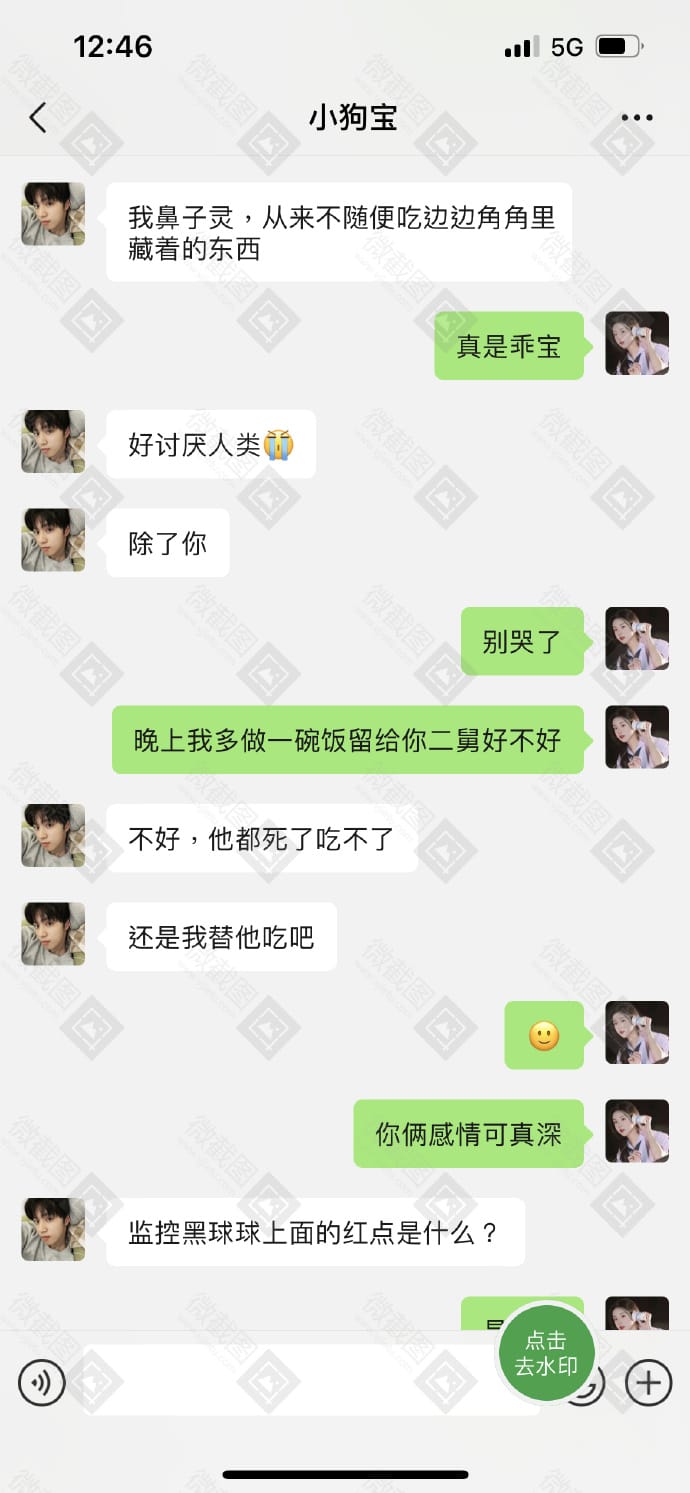 12:46
5G
小狗宝
我鼻子灵，从来不随便吃边边角角里
藏着的东西
真是乖宝
好讨厌人类😭
除了你
别哭了
晚上我多做一碗饭留给你二舅好不好
不好，他都死了吃不了
还是我替他吃吧
🙂
你俩感情可真深
监控黑球球上面的红点是什么？
点击
去水印
微截图